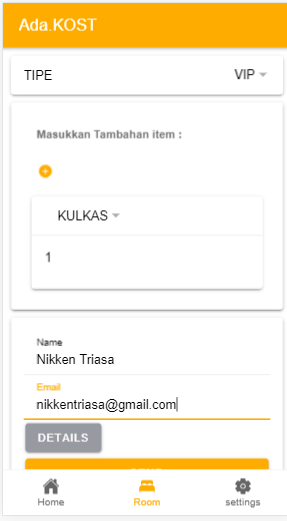 Ada.KOST
TIPE VIP
Masukkan Tambahan item :
KULKAS
1
Name
Nikken Triasa
Email
nikkentriasa@gmail.com
DETAILS
Home Room settings